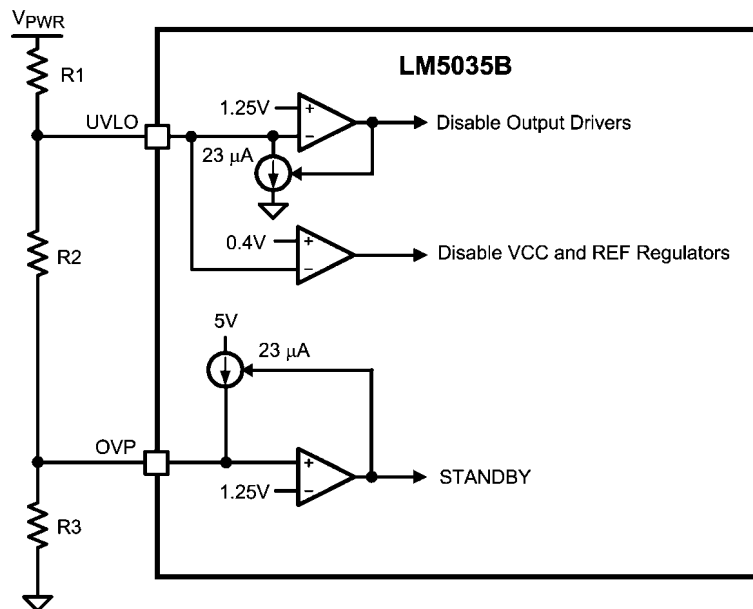 VPWR
R1
LM5035B
1.25V
+
−
UVLO
Disable Output Drivers
23 µA
0.4V
+
−
Disable VCC and REF Regulators
R2
5V
23 µA
OVP
+
−
1.25V
STANDBY
R3